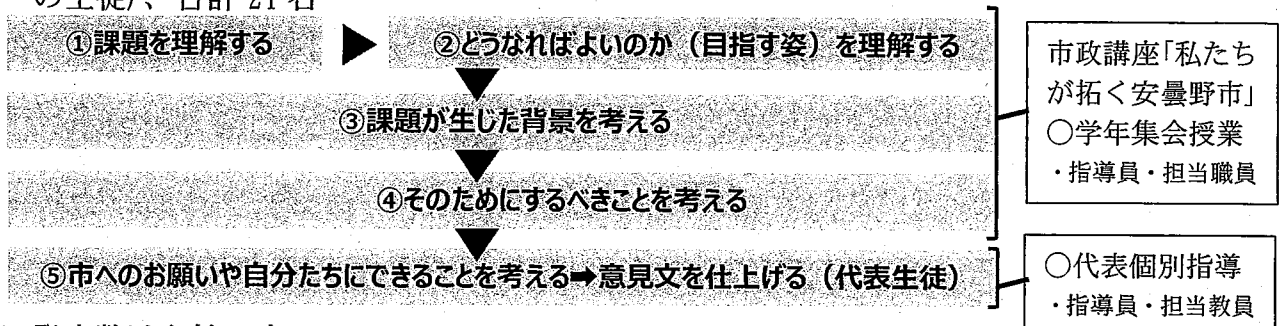 合計 21 名
①課題を理解する ▶ ②どうなればよいのか（目指す姿）を理解する
③課題が生じた背景を考える
④そのためにするべきことを考える
⑤市へのお願いや自分たちにできることを考える➡意見文を仕上げる（代表生徒）
市政講座「私たち
が拓く安曇野市」
○学年集会授業
・指導員・担当職員
○代表個別指導
・指導員・担当教員